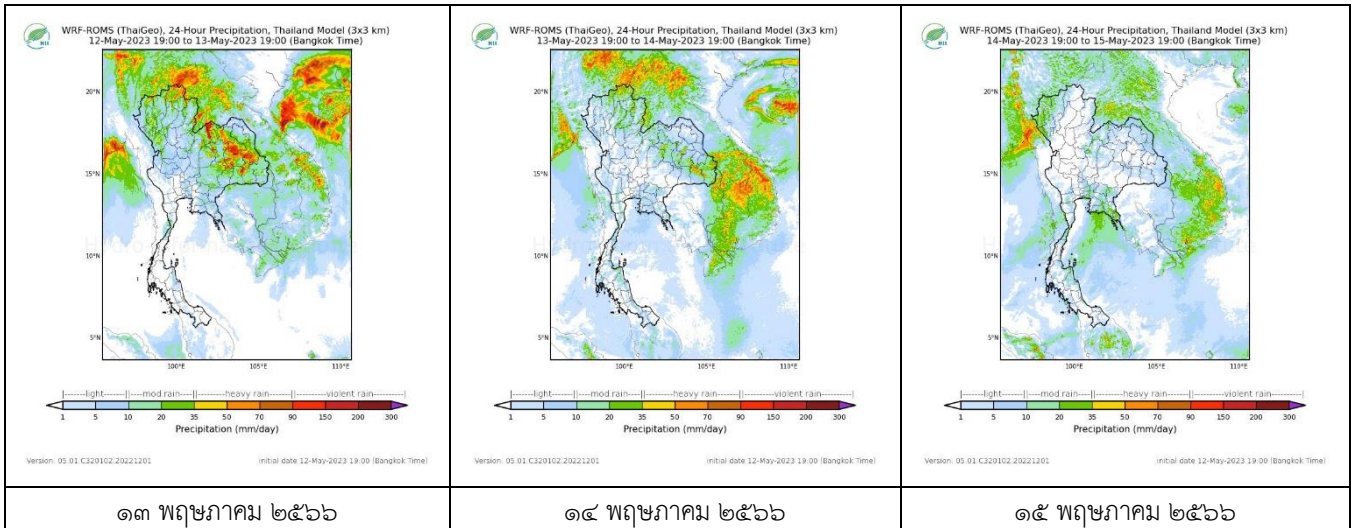 WRF-ROMS (ThaiGeo), 24-Hour Precipitation, Thailand Model (3x3 km)
12-May-2023 19:00 to 13-May-2023 19:00 (Bangkok Time)
20°N
15°N
10°N
5°N
100°E 105°E 110°E
|------light------||---mod rain---||------heavy rain------||------violent rain------|
1 5 10 20 35 50 70 90 150 200 300
Precipitation (mm/day)
Version: 05.01.C320102.20221201 initial date 12-May-2023 19:00 (Bangkok Time)
๑๓ พฤษภาคม ๒๕๖๖
WRF-ROMS (ThaiGeo), 24-Hour Precipitation, Thailand Model (3x3 km)
13-May-2023 19:00 to 14-May-2023 19:00 (Bangkok Time)
20°N
15°N
10°N
5°N
100°E 105°E 110°E
|------light------||---mod rain---||------heavy rain------||------violent rain------|
1 5 10 20 35 50 70 90 150 200 300
Precipitation (mm/day)
Version: 05.01.C320102.20221201 initial date 12-May-2023 19:00 (Bangkok Time)
๑๔ พฤษภาคม ๒๕๖๖
WRF-ROMS (ThaiGeo), 24-Hour Precipitation, Thailand Model (3x3 km)
14-May-2023 19:00 to 15-May-2023 19:00 (Bangkok Time)
20°N
15°N
10°N
5°N
100°E 105°E 110°E
|------light------||---mod rain---||------heavy rain------||------violent rain------|
1 5 10 20 35 50 70 90 150 200 300
Precipitation (mm/day)
Version: 05.01.C320102.20221201 initial date 12-May-2023 19:00 (Bangkok Time)
๑๕ พฤษภาคม ๒๕๖๖